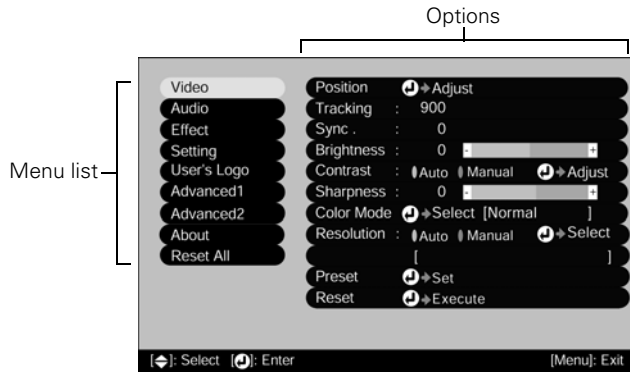 Options
Menu list
Video
Audio
Effect
Setting
User's Logo
Advanced1
Advanced2
About
Reset All
Position Adjust
Tracking : 900
Sync . : 0
Brightness : 0 - +
Contrast : Auto Manual Adjust
Sharpness : 0 - +
Color Mode Select [Normal ]
Resolution : Auto Manual Select
[ ]
Preset Set
Reset Execute
[ ]: Select [ ]: Enter [Menu]: Exit